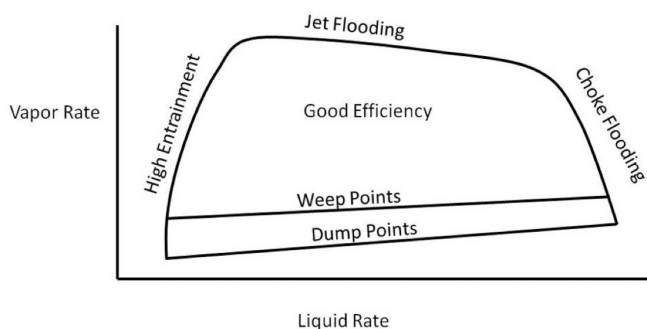 Jet Flooding
Vapor Rate
High Entrainment
Good Efficiency
Choke Flooding
Weep Points
Dump Points
Liquid Rate